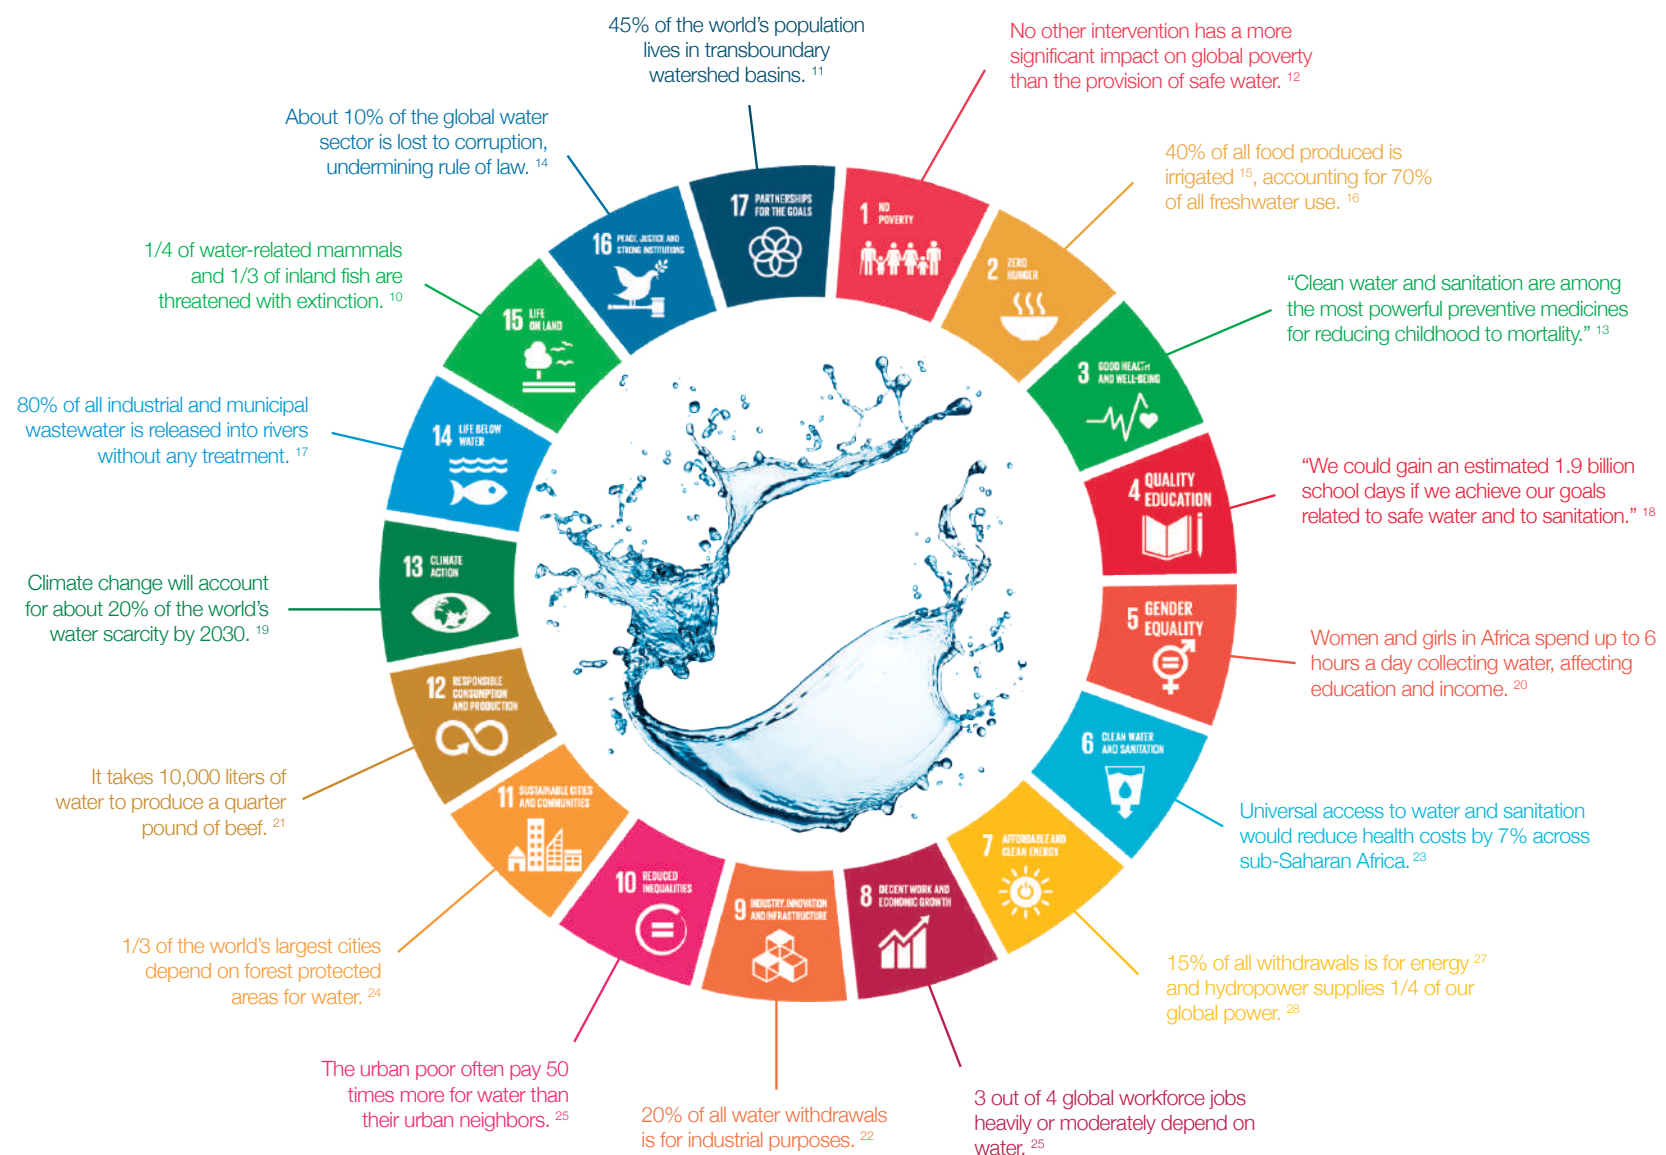 45% of the world’s population
lives in transboundary
watershed basins. 11
No other intervention has a more
significant impact on global poverty
than the provision of safe water. 12
About 10% of the global water
sector is lost to corruption,
undermining rule of law. 14
40% of all food produced is
irrigated 15, accounting for 70%
of all freshwater use. 16
1/4 of water-related mammals
and 1/3 of inland fish are
threatened with extinction. 10
“Clean water and sanitation are among
the most powerful preventive medicines
for reducing childhood to mortality.” 13
80% of all industrial and municipal
wastewater is released into rivers
without any treatment. 17
“We could gain an estimated 1.9 billion
school days if we achieve our goals
related to safe water and to sanitation.” 18
Climate change will account
for about 20% of the world’s
water scarcity by 2030. 19
Women and girls in Africa spend up to 6
hours a day collecting water, affecting
education and income. 20
It takes 10,000 liters of
water to produce a quarter
pound of beef. 21
Universal access to water and sanitation
would reduce health costs by 7% across
sub-Saharan Africa. 23
1/3 of the world’s largest cities
depend on forest protected
areas for water. 24
15% of all withdrawals is for energy 27
and hydropower supplies 1/4 of our
global power. 28
The urban poor often pay 50
times more for water than
their urban neighbors. 25
20% of all water withdrawals
is for industrial purposes. 22
3 out of 4 global workforce jobs
heavily or moderately depend on
water. 25
1 NO
POVERTY
2 ZERO
HUNGER
3 GOOD HEALTH
AND WELL-BEING
4 QUALITY
EDUCATION
5 GENDER
EQUALITY
6 CLEAN WATER
AND SANITATION
7 AFFORDABLE AND
CLEAN ENERGY
8 DECENT WORK AND
ECONOMIC GROWTH
9 INDUSTRY, INNOVATION
AND INFRASTRUCTURE
10 REDUCED
INEQUALITIES
11 SUSTAINABLE CITIES
AND COMMUNITIES
12 RESPONSIBLE
CONSUMPTION
AND PRODUCTION
13 CLIMATE
ACTION
14 LIFE BELOW
WATER
15 LIFE
ON LAND
16 PEACE, JUSTICE AND
STRONG INSTITUTIONS
17 PARTNERSHIPS
FOR THE GOALS